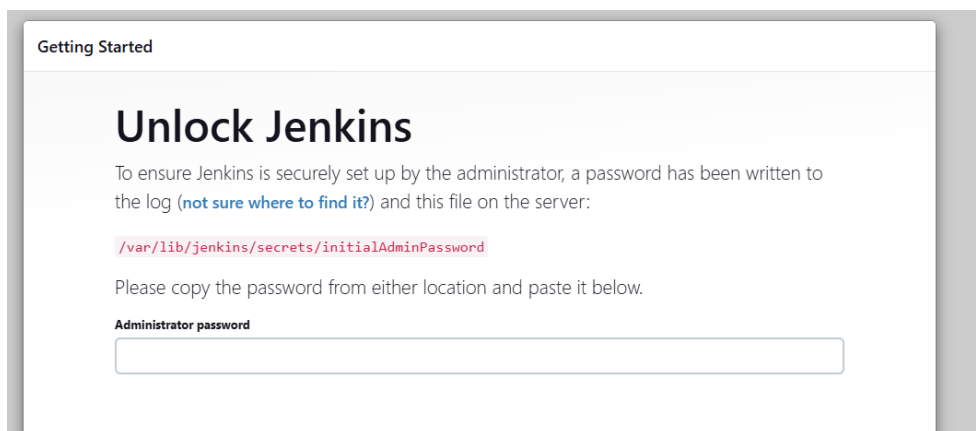 Getting Started
Unlock Jenkins
To ensure Jenkins is securely set up by the administrator, a password has been written to
the log (not sure where to find it?) and this file on the server:
/var/lib/jenkins/secrets/initialAdminPassword
Please copy the password from either location and paste it below.
Administrator password